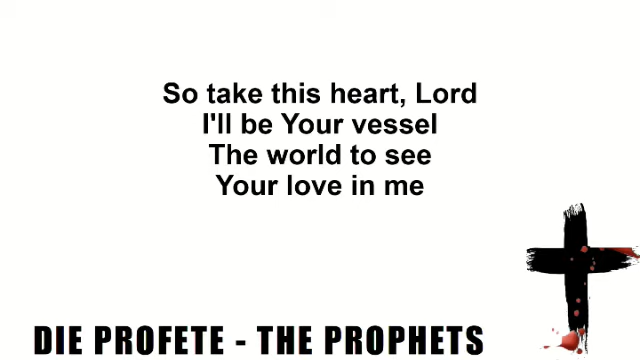 So take this heart, Lord
I'll be Your vessel
The world to see
Your love in me
DIE PROFETE - THE PROPHETS